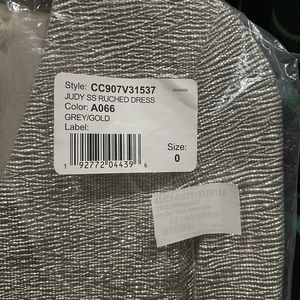 Style: CC907V31537
JUDY SS RUCHED DRESS
Color: A066
GREY/GOLD
Label:
Size:
0
1 92772 04439 6